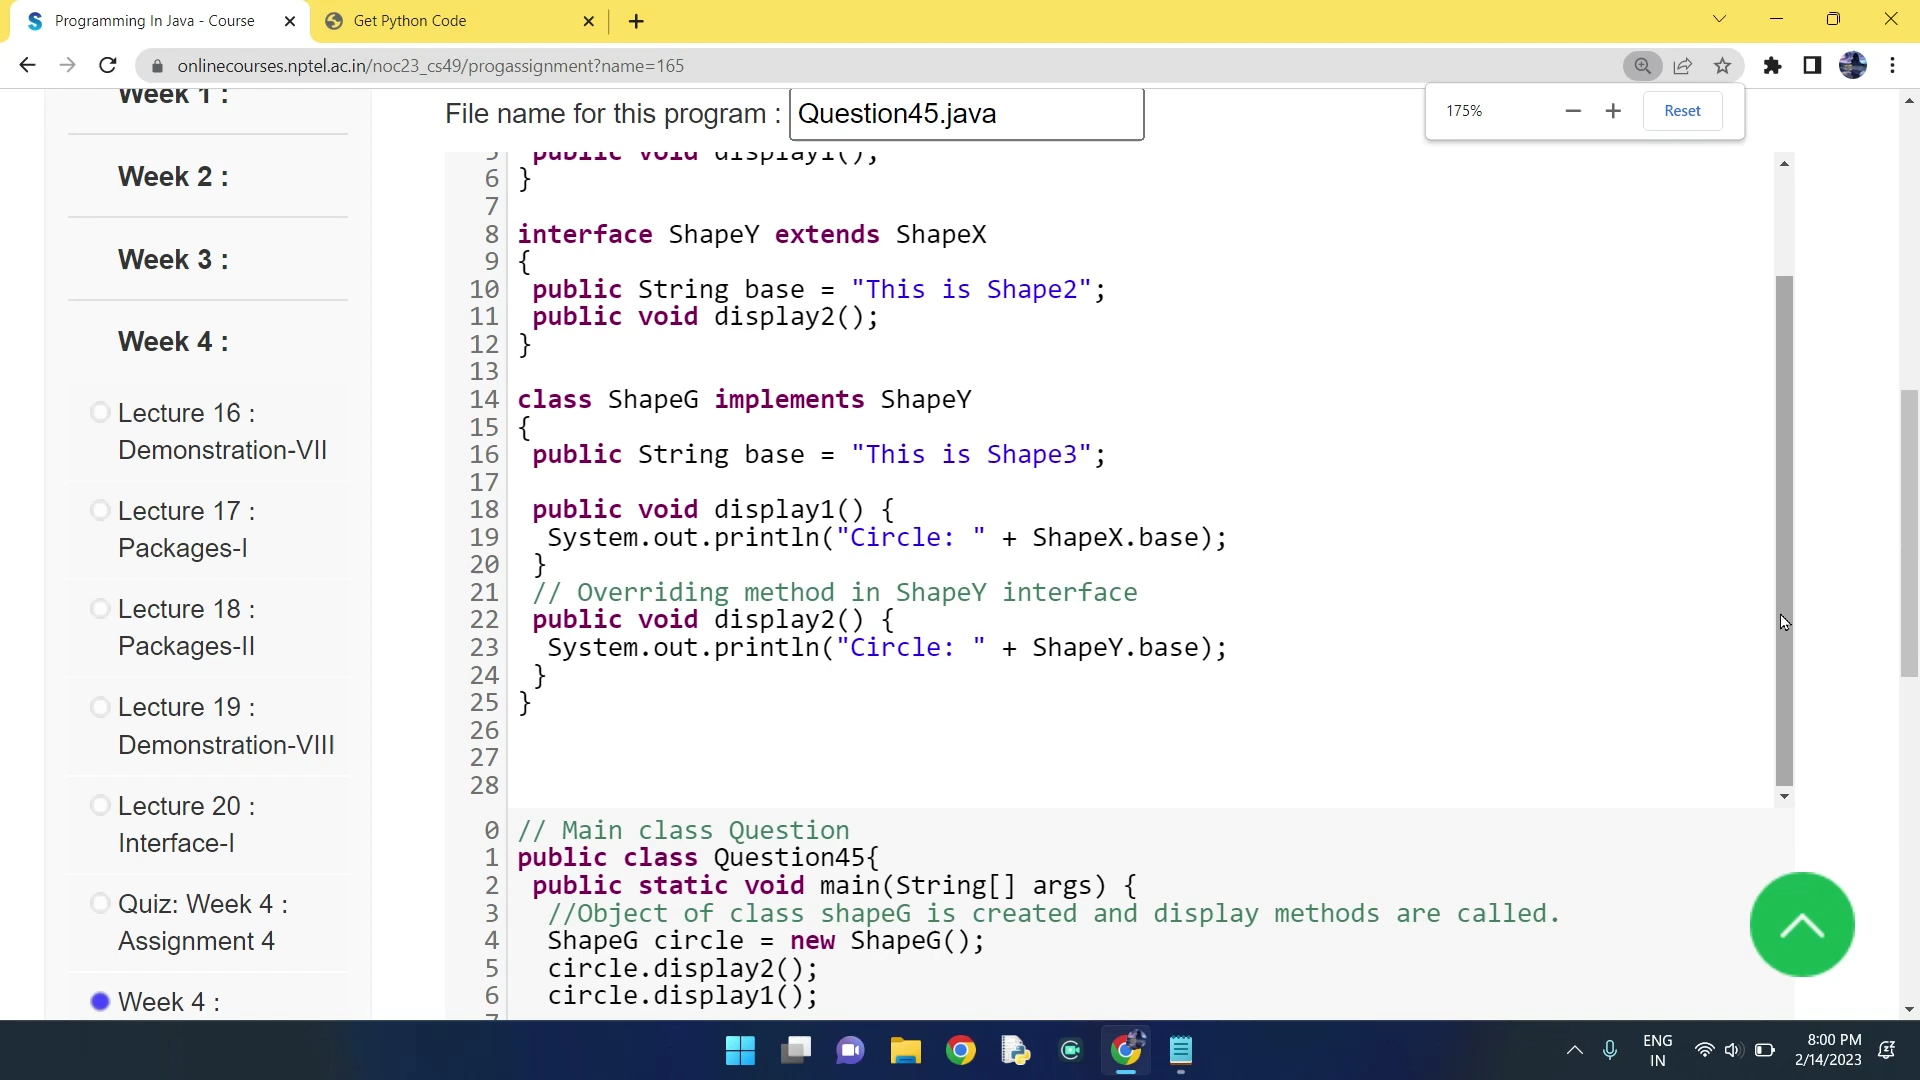 Programming In Java - Course
Get Python Code
onlinecourses.nptel.ac.in/noc23_cs49/progassignment?name=165
175%
Reset
Week 1 :
Week 2 :
Week 3 :
Week 4 :
Lecture 16 :
Demonstration-VII
Lecture 17 :
Packages-I
Lecture 18 :
Packages-II
Lecture 19 :
Demonstration-VIII
Lecture 20 :
Interface-I
Quiz: Week 4 :
Assignment 4
Week 4 :
File name for this program : Question45.java
5 public void display1();
6 }
7
8 interface ShapeY extends ShapeX
9 {
10 public String base = "This is Shape2";
11 public void display2();
12 }
13
14 class ShapeG implements ShapeY
15 {
16 public String base = "This is Shape3";
17
18 public void display1() {
19 System.out.println("Circle: " + ShapeX.base);
20 }
21 // Overriding method in ShapeY interface
22 public void display2() {
23 System.out.println("Circle: " + ShapeY.base);
24 }
25 }
26
27
28
0 // Main class Question
1 public class Question45{
2 public static void main(String[] args) {
3 //Object of class shapeG is created and display methods are called.
4 ShapeG circle = new ShapeG();
5 circle.display2();
6 circle.display1();
ENG
IN
8:00 PM
2/14/2023